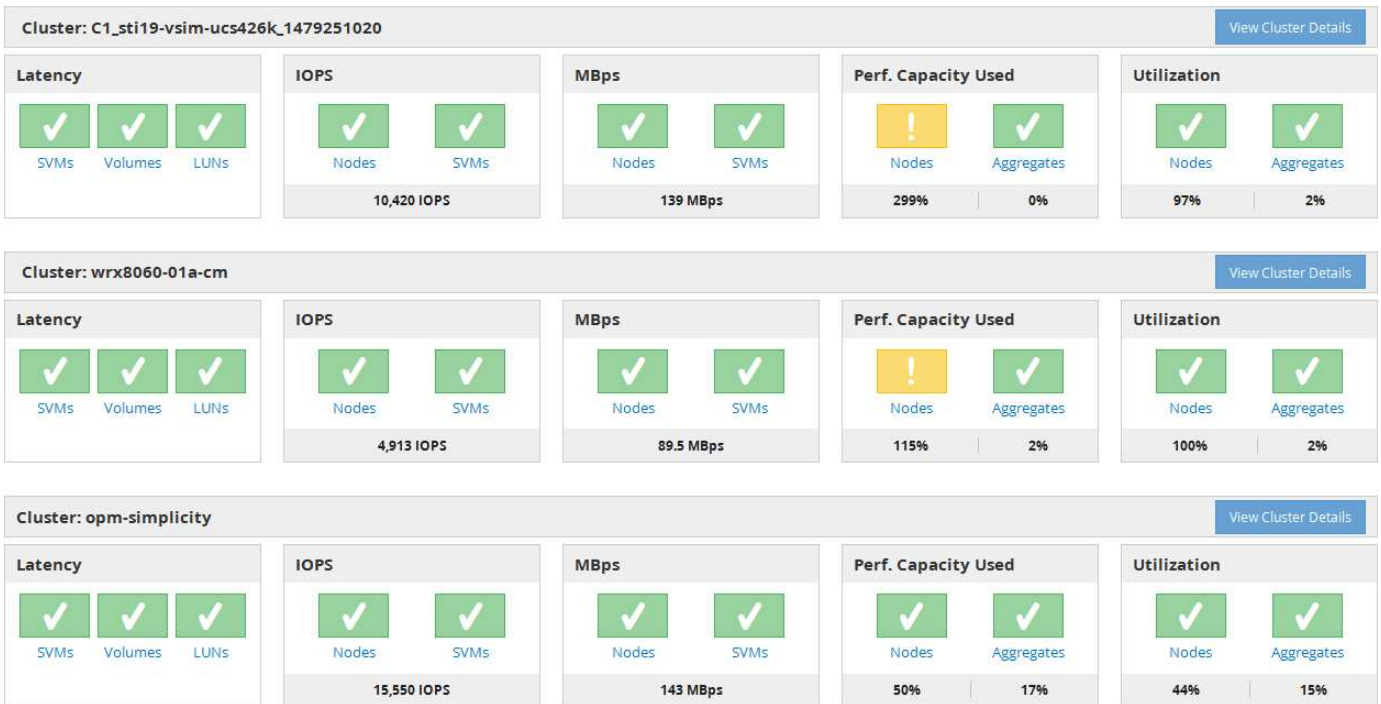 Cluster: C1_sti19-vsim-ucs426k_1479251020 View Cluster Details
Latency IOPS MBps Perf. Capacity Used Utilization
! 
SVMs Volumes LUNs Nodes SVMs Nodes SVMs Nodes Aggregates Nodes Aggregates
10,420 IOPS 139 MBps 299% 0% 97% 2%
Cluster: wrx8060-01a-cm View Cluster Details
Latency IOPS MBps Perf. Capacity Used Utilization
!
SVMs Volumes LUNs Nodes SVMs Nodes SVMs Nodes Aggregates Nodes Aggregates
4,913 IOPS 89.5 MBps 115% 2% 100% 2%
Cluster: opm-simplicity View Cluster Details
Latency IOPS MBps Perf. Capacity Used Utilization
SVMs Volumes LUNs Nodes SVMs Nodes SVMs Nodes Aggregates Nodes Aggregates
15,550 IOPS 143 MBps 50% 17% 44% 15%